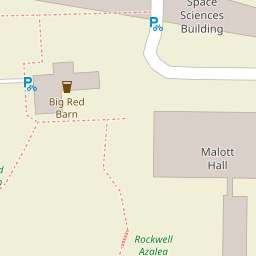 Space
Sciences
Building
P
P
Big Red
Barn
Malott
Hall
d
Rockwell
Azalea